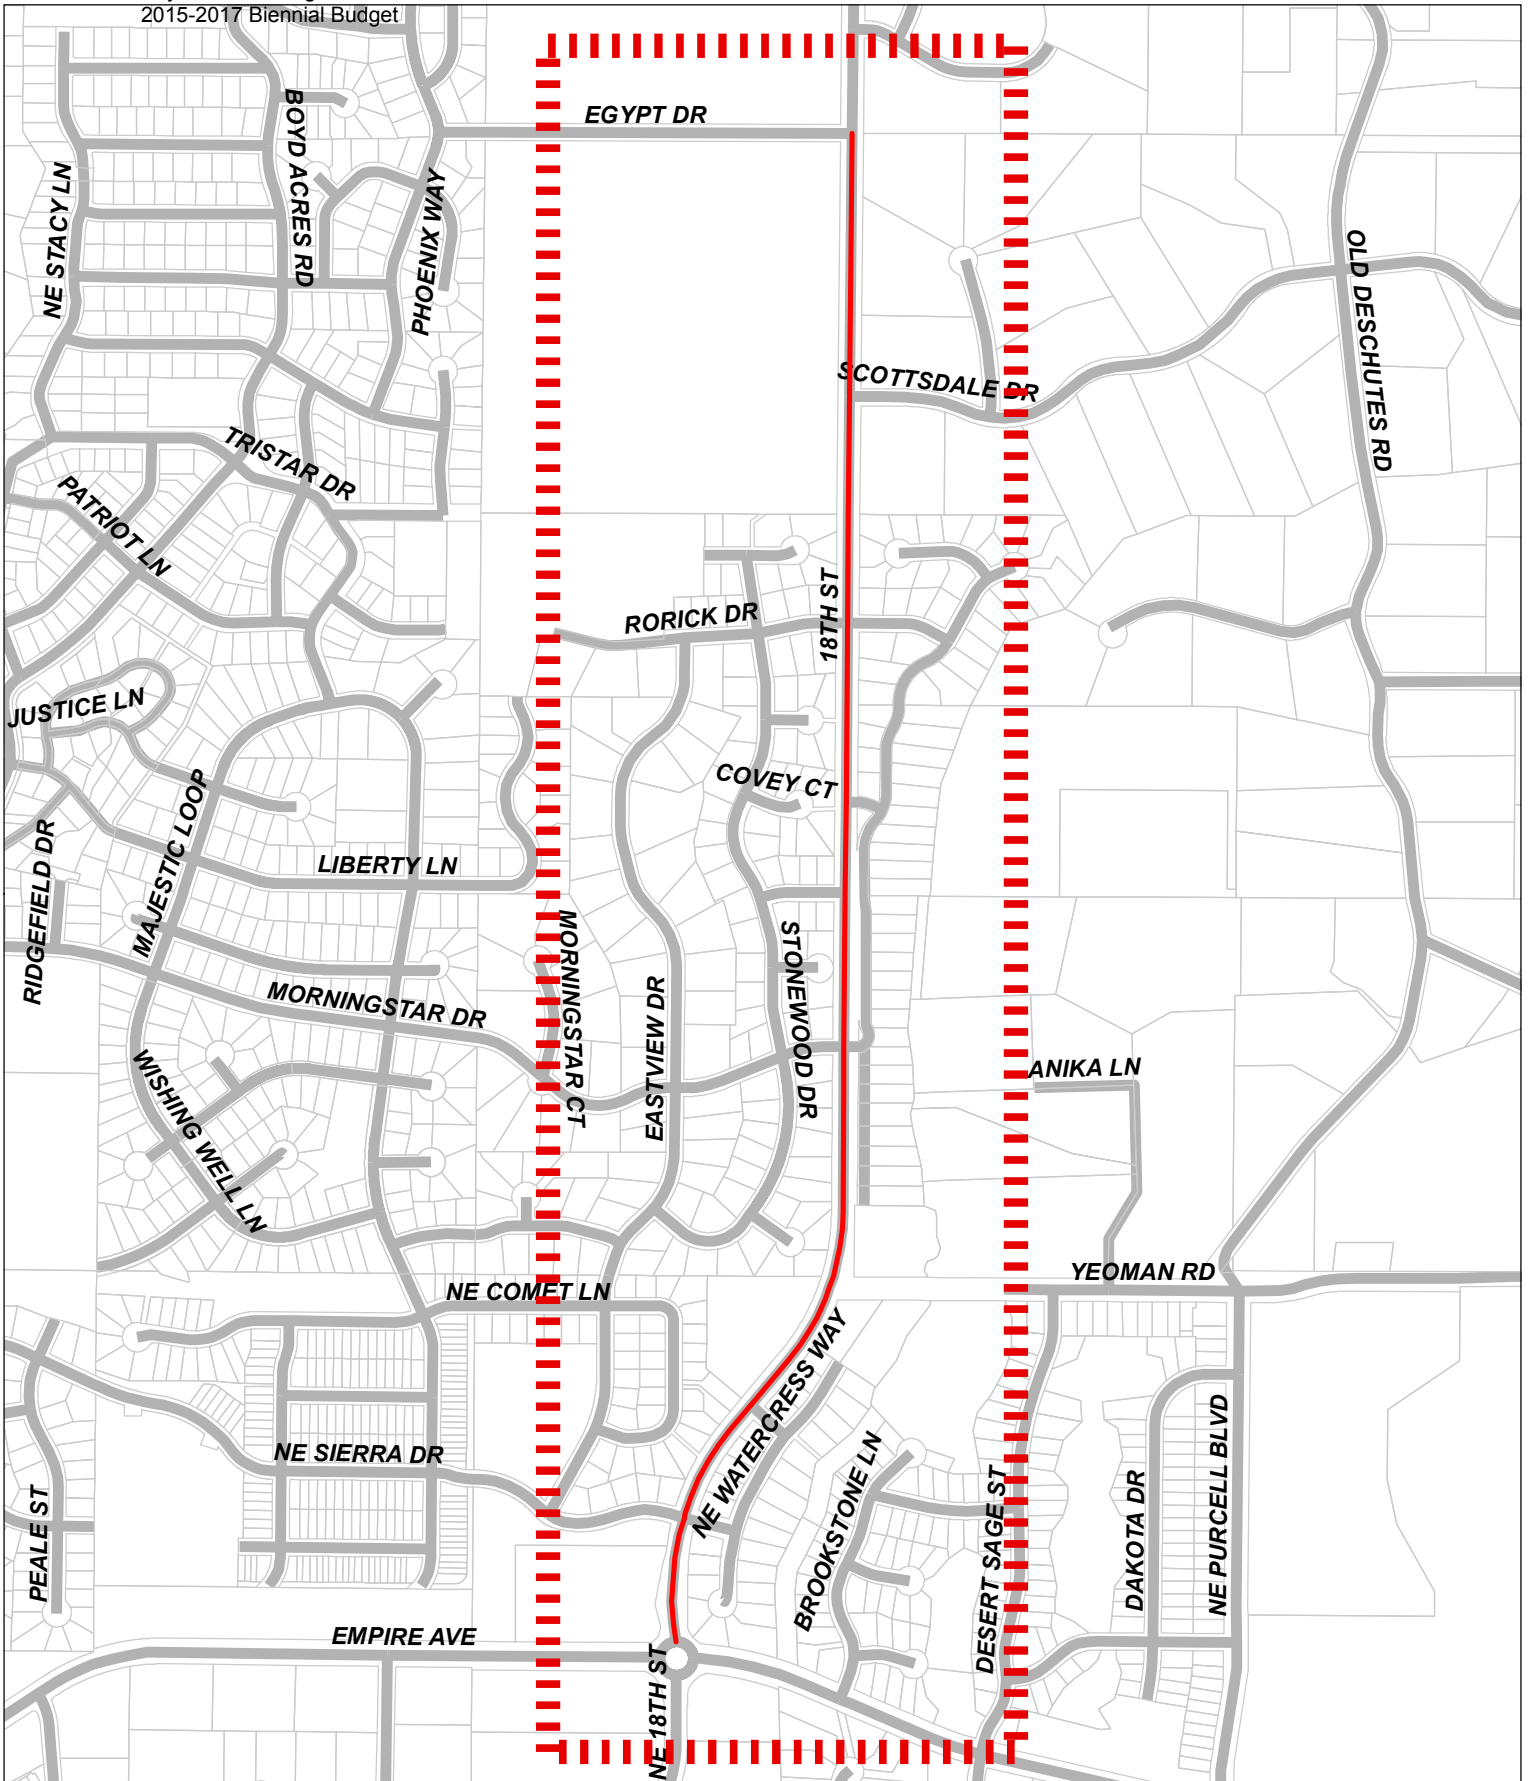 2015-2017 Biennial Budget
EGYPT DR
BOYD ACRES RD
NE STACY LN
PHOENIX WAY
OLD DESCHUTES RD
SCOTTSDALE DR
TRISTAR DR
PATRIOT LN
18TH ST
RORICK DR
JUSTICE LN
COVEY CT
MAJESTIC LOOP
RIDGEFIELD DR
LIBERTY LN
MORNINGSTAR CT
STONEWOOD DR
EASTVIEW DR
MORNINGSTAR DR
WISHING WELL LN
ANIKA LN
YEOMAN RD
NE COMET LN
NE WATERCRESS WAY
NE SIERRA DR
BROOKSTONE LN
NE PURCELL BLVD
DESERT SAGE ST
DAKOTA DR
PEALE ST
EMPIRE AVE
NE 18TH ST